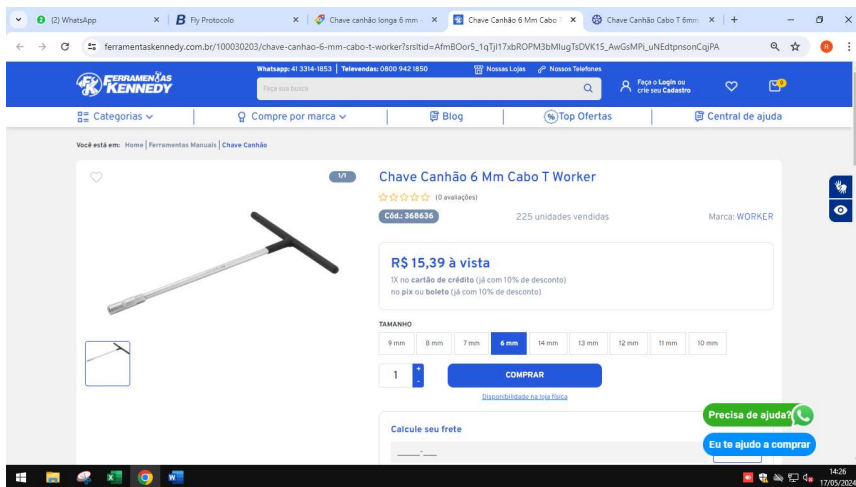 (2) WhatsApp
Fly Protocolo
Chave canhão longa 6 mm -
Chave Canhão 6 Mm Cabo T
Chave Canhão Cabo T 6mm
ferramentaskennedy.com.br/100030203/chave-canhao-6-mm-cabo-t-worker?srsltid=AfmBOor5_1qTjl17xbROPM3bMlugTsDVK15_AwGsMPi_uNEdtpnsonCqjPA
FERRAMENTAS
KENNEDY
Whatsapp: 41 3314-1853 | Televendas: 0800 942 1850
Nossas Lojas
Nossos Telefones
Faça sua busca
Faça o Login ou
crie seu Cadastro
0
Categorias
Compre por marca
Blog
Top Ofertas
Central de ajuda
Você está em: Home | Ferramentas Manuais | Chave Canhão
1/1
Chave Canhão 6 Mm Cabo T Worker
(0 avaliações)
Cód.: 368636
225 unidades vendidas
Marca: WORKER
R$ 15,39 à vista
1X no cartão de crédito (já com 10% de desconto)
no pix ou boleto (já com 10% de desconto)
TAMANHO
9 mm 8 mm 7 mm 6 mm 14 mm 13 mm 12 mm 11 mm 10 mm
1 + -
COMPRAR
Disponibilidade na loja física
Calcule seu frete
_____-___
Precisa de ajuda?
Eu te ajudo a comprar
14:26
17/05/2024